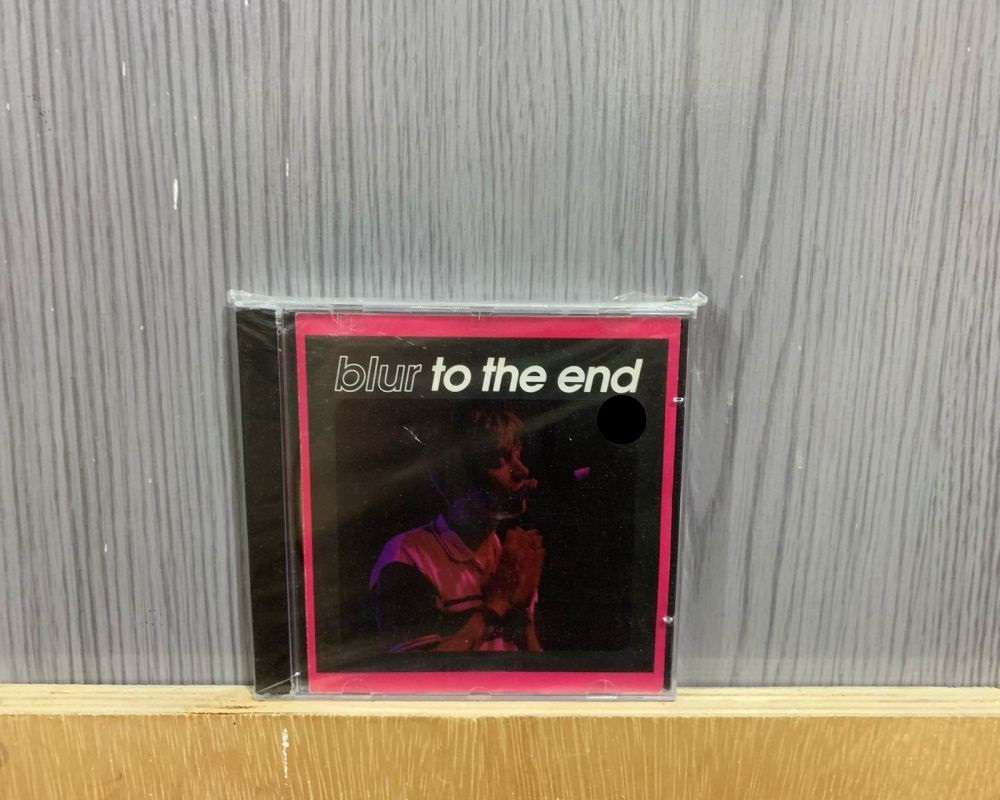 blur to the end